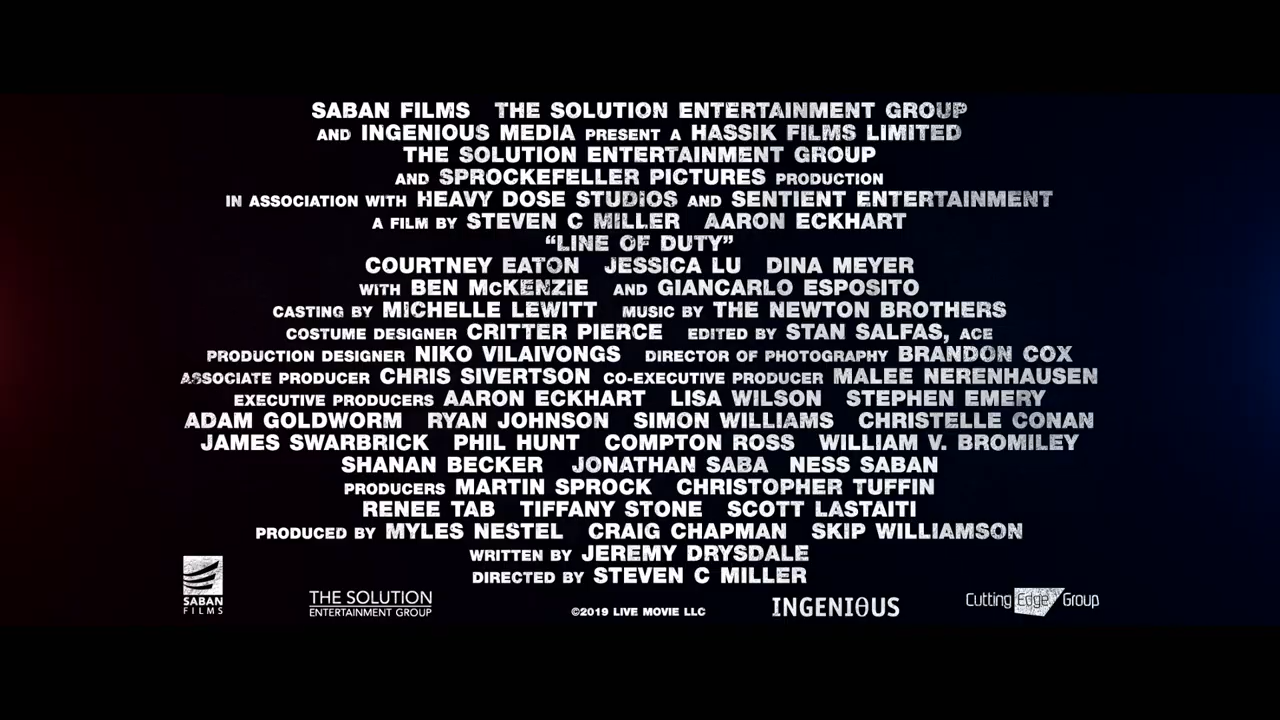 SABAN FILMS THE SOLUTION ENTERTAINMENT GROUP
AND INGENIOUS MEDIA PRESENT A HASSIK FILMS LIMITED
THE SOLUTION ENTERTAINMENT GROUP
AND SPROCKEFELLER PICTURES PRODUCTION
IN ASSOCIATION WITH HEAVY DOSE STUDIOS AND SENTIENT ENTERTAINMENT
A FILM BY STEVEN C MILLER AARON ECKHART
“LINE OF DUTY”
COURTNEY EATON JESSICA LU DINA MEYER
WITH BEN McKENZIE AND GIANCARLO ESPOSITO
CASTING BY MICHELLE LEWITT MUSIC BY THE NEWTON BROTHERS
COSTUME DESIGNER CRITTER PIERCE EDITED BY STAN SALFAS, ACE
PRODUCTION DESIGNER NIKO VILAIVONGS DIRECTOR OF PHOTOGRAPHY BRANDON COX
ASSOCIATE PRODUCER CHRIS SIVERTSON CO-EXECUTIVE PRODUCER MALEE NERENHAUSEN
EXECUTIVE PRODUCERS AARON ECKHART LISA WILSON STEPHEN EMERY
ADAM GOLDWORM RYAN JOHNSON SIMON WILLIAMS CHRISTELLE CONAN
JAMES SWARBRICK PHIL HUNT COMPTON ROSS WILLIAM V. BROMILEY
SHANAN BECKER JONATHAN SABA NESS SABAN
PRODUCERS MARTIN SPROCK CHRISTOPHER TUFFIN
RENEE TAB TIFFANY STONE SCOTT LASTAITI
PRODUCED BY MYLES NESTEL CRAIG CHAPMAN SKIP WILLIAMSON
WRITTEN BY JEREMY DRYSDALE
DIRECTED BY STEVEN C MILLER
SABAN
FILMS
THE SOLUTION
ENTERTAINMENT GROUP
©2019 LIVE MOVIE LLC
INGENIOUS
Cutting Edge Group